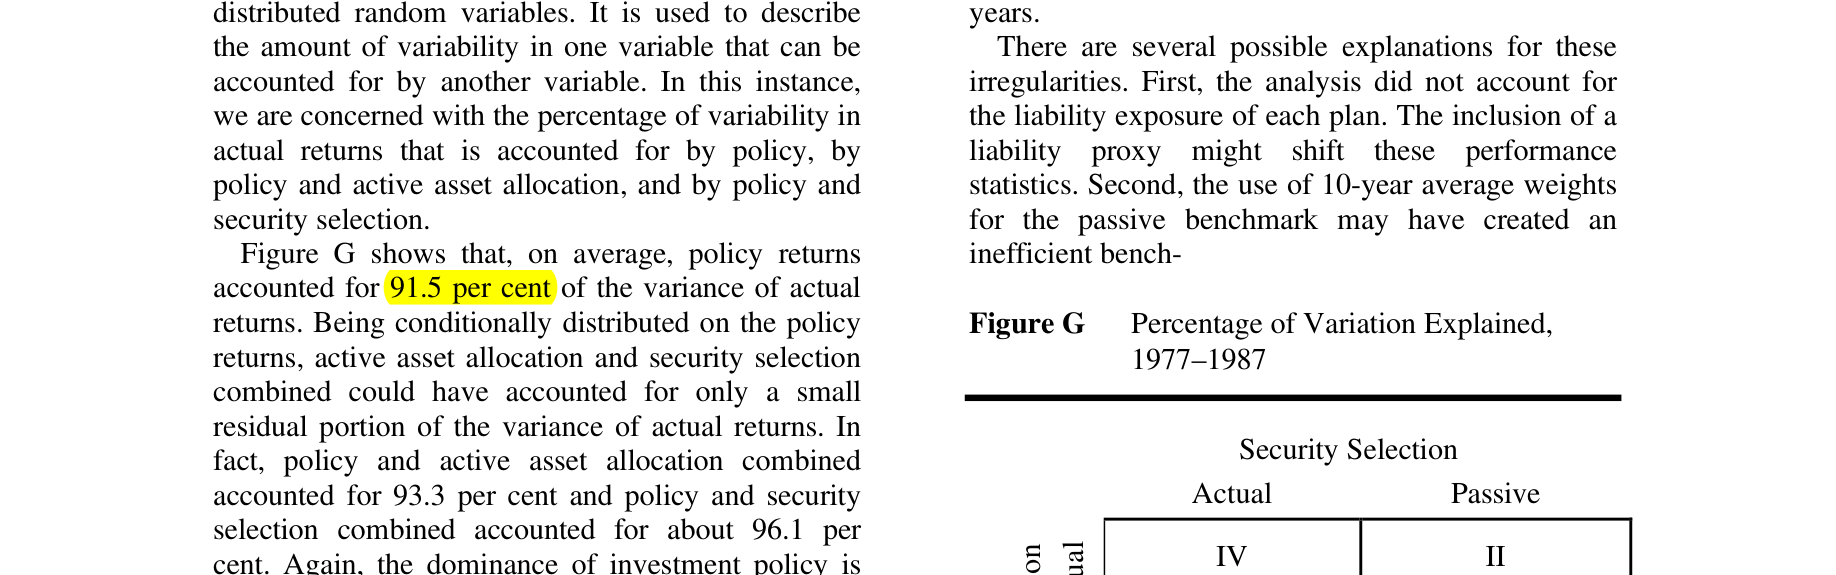 distributed random variables. It is used to describe
the amount of variability in one variable that can be
accounted for by another variable. In this instance,
we are concerned with the percentage of variability in
actual returns that is accounted for by policy, by
policy and active asset allocation, and by policy and
security selection.
Figure G shows that, on average, policy returns
accounted for 91.5 per cent of the variance of actual
returns. Being conditionally distributed on the policy
returns, active asset allocation and security selection
combined could have accounted for only a small
residual portion of the variance of actual returns. In
fact, policy and active asset allocation combined
accounted for 93.3 per cent and policy and security
selection combined accounted for about 96.1 per
cent. Again, the dominance of investment policy is
years.
There are several possible explanations for these
irregularities. First, the analysis did not account for
the liability exposure of each plan. The inclusion of a
liability proxy might shift these performance
statistics. Second, the use of 10-year average weights
for the passive benchmark may have created an
inefficient bench-
Figure G Percentage of Variation Explained,
1977–1987
Security Selection
Actual Passive
IV II